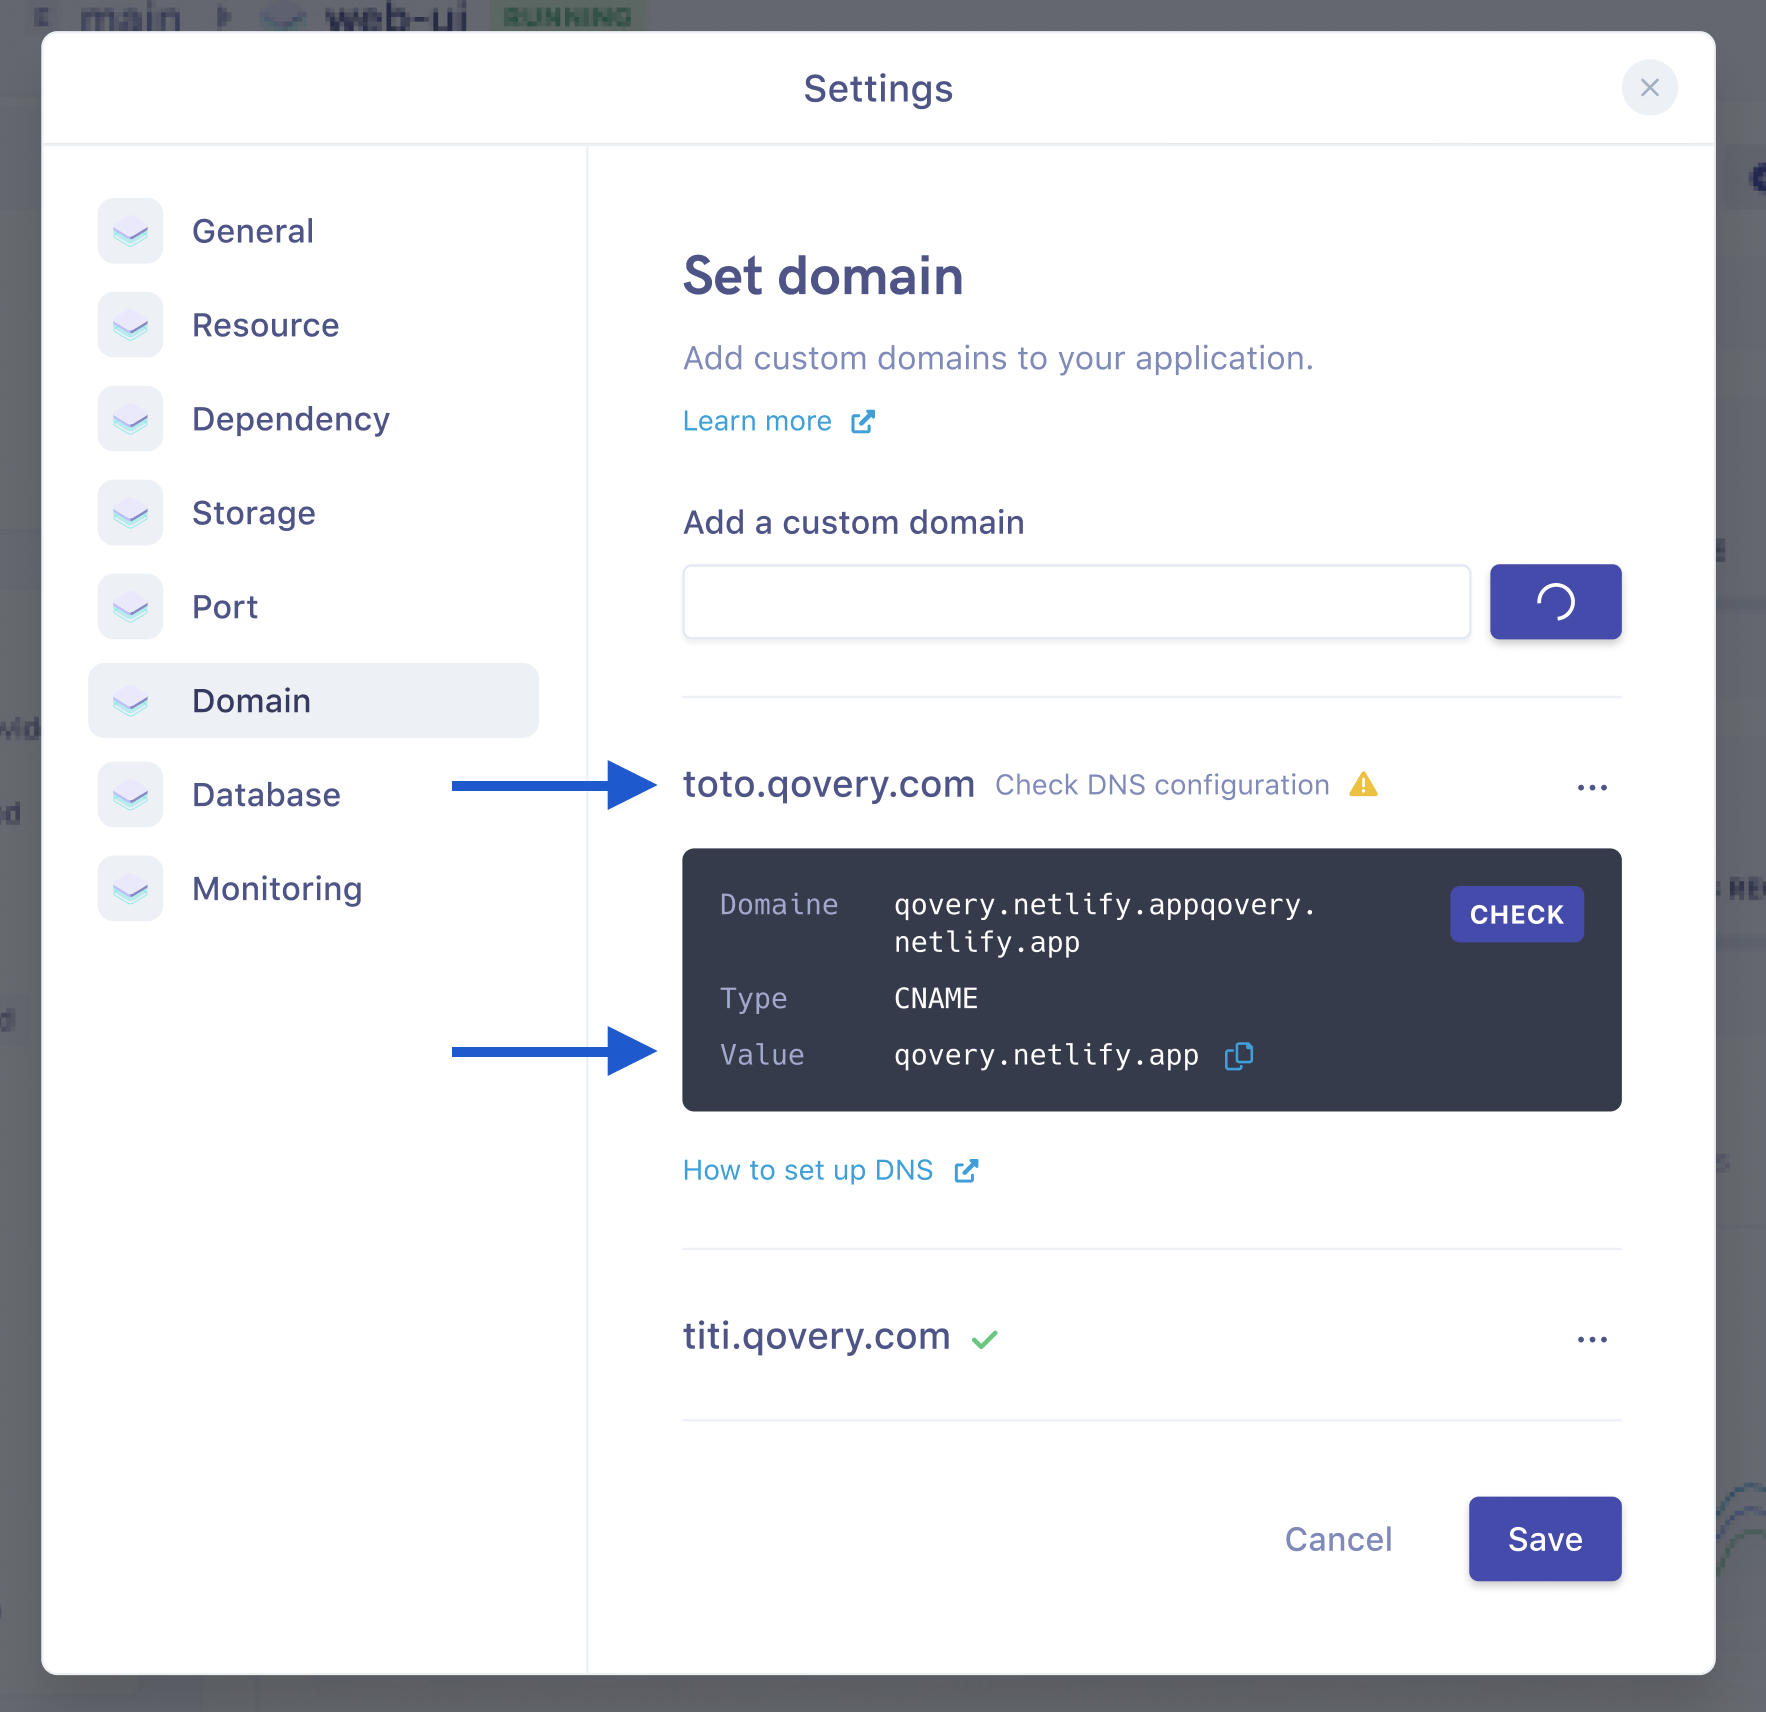 main web-ui RUNNING
Settings
General
Resource
Dependency
Storage
Port
Domain
Database
Monitoring
Set domain
Add custom domains to your application.
Learn more
Add a custom domain
toto.qovery.com Check DNS configuration
...
Domaine qovery.netlify.appqovery.
netlify.app
CHECK
Type CNAME
Value qovery.netlify.app
How to set up DNS
titi.qovery.com
...
Cancel Save